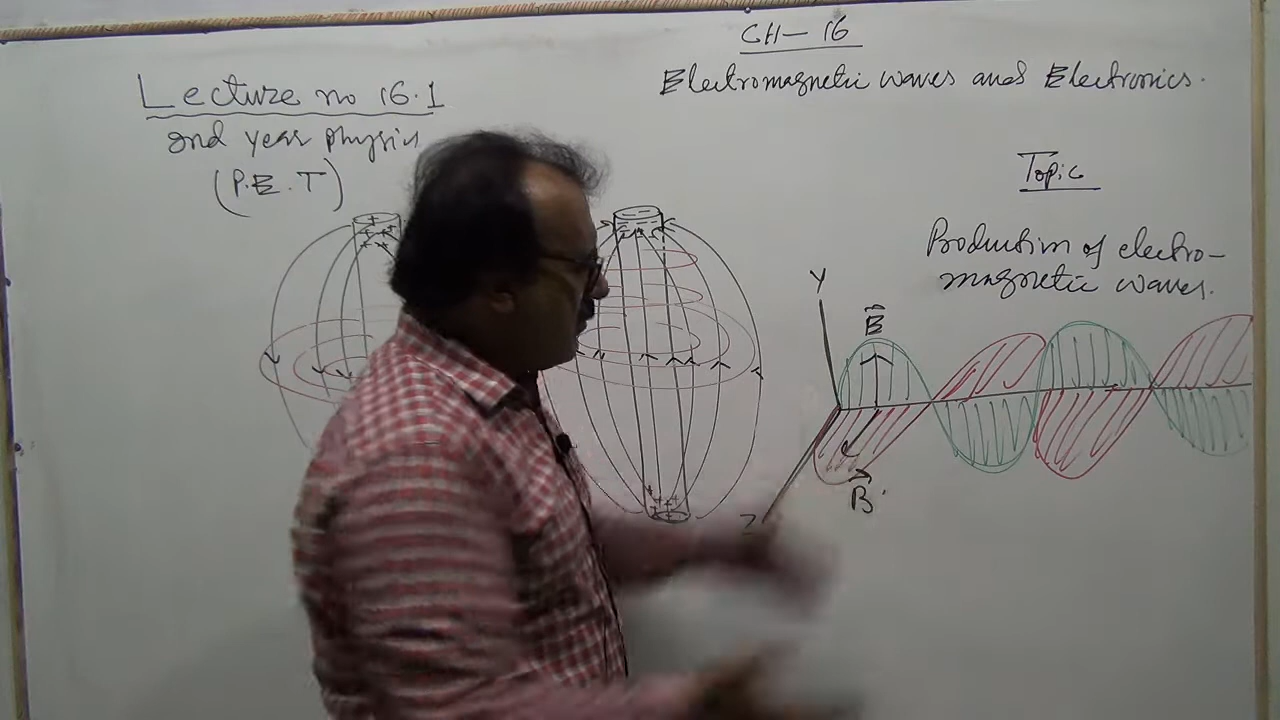 CH-16
Electromagnetic waves and Electronics.
Lecture no 16.1
2nd year physics
(P.E.T)
Topic
Production of electro-
magnetic waves.
Y
E
B
Z